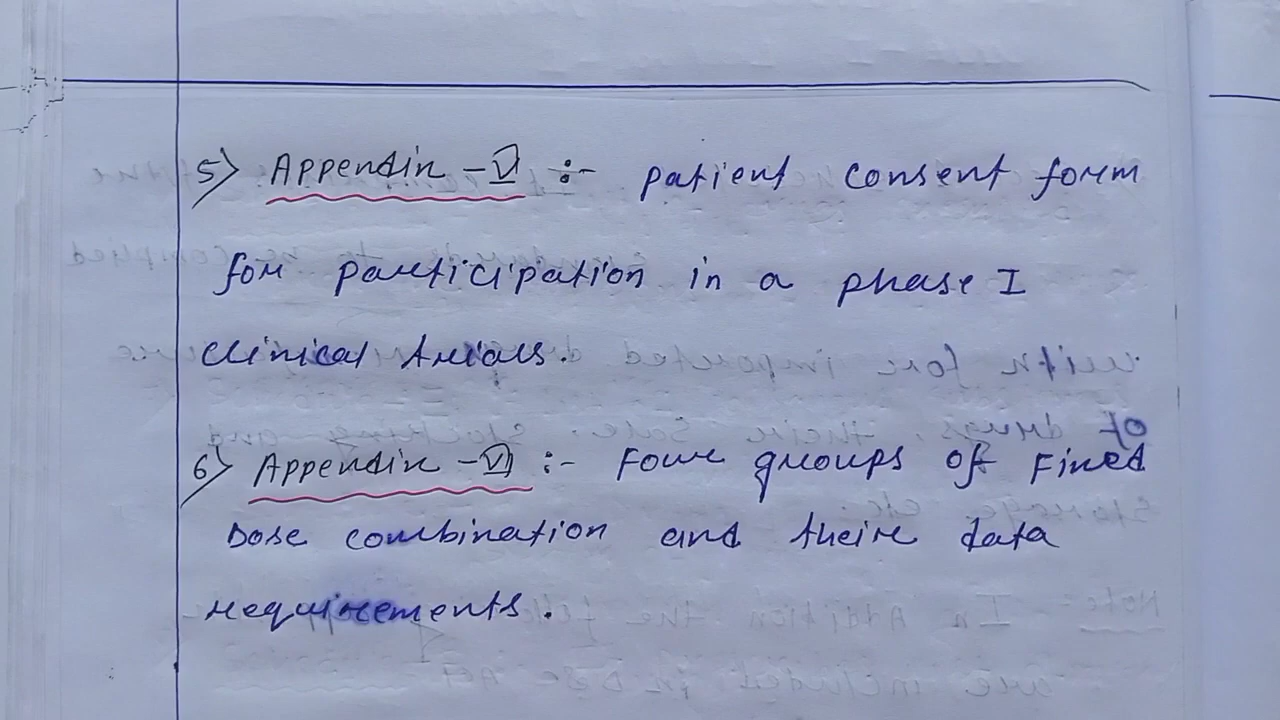 5) Appendix - V :- patient consent form
for participation in a phase I
clinical trials.
6) Appendix - VI :- Four groups of Fixed
Dose combination and their data
requirements.